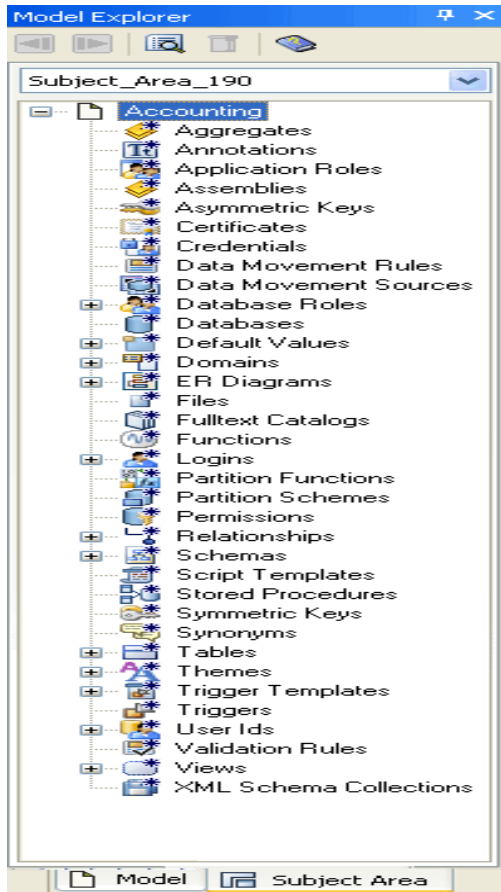 Model Explorer
Subject_Area_190
Accounting
Aggregates
Annotations
Application Roles
Assemblies
Asymmetric Keys
Certificates
Credentials
Data Movement Rules
Data Movement Sources
Database Roles
Databases
Default Values
Domains
ER Diagrams
Files
Fulltext Catalogs
Functions
Logins
Partition Functions
Partition Schemes
Permissions
Relationships
Schemas
Script Templates
Stored Procedures
Symmetric Keys
Synonyms
Tables
Themes
Trigger Templates
Triggers
User Ids
Validation Rules
Views
XML Schema Collections
Model Subject Area